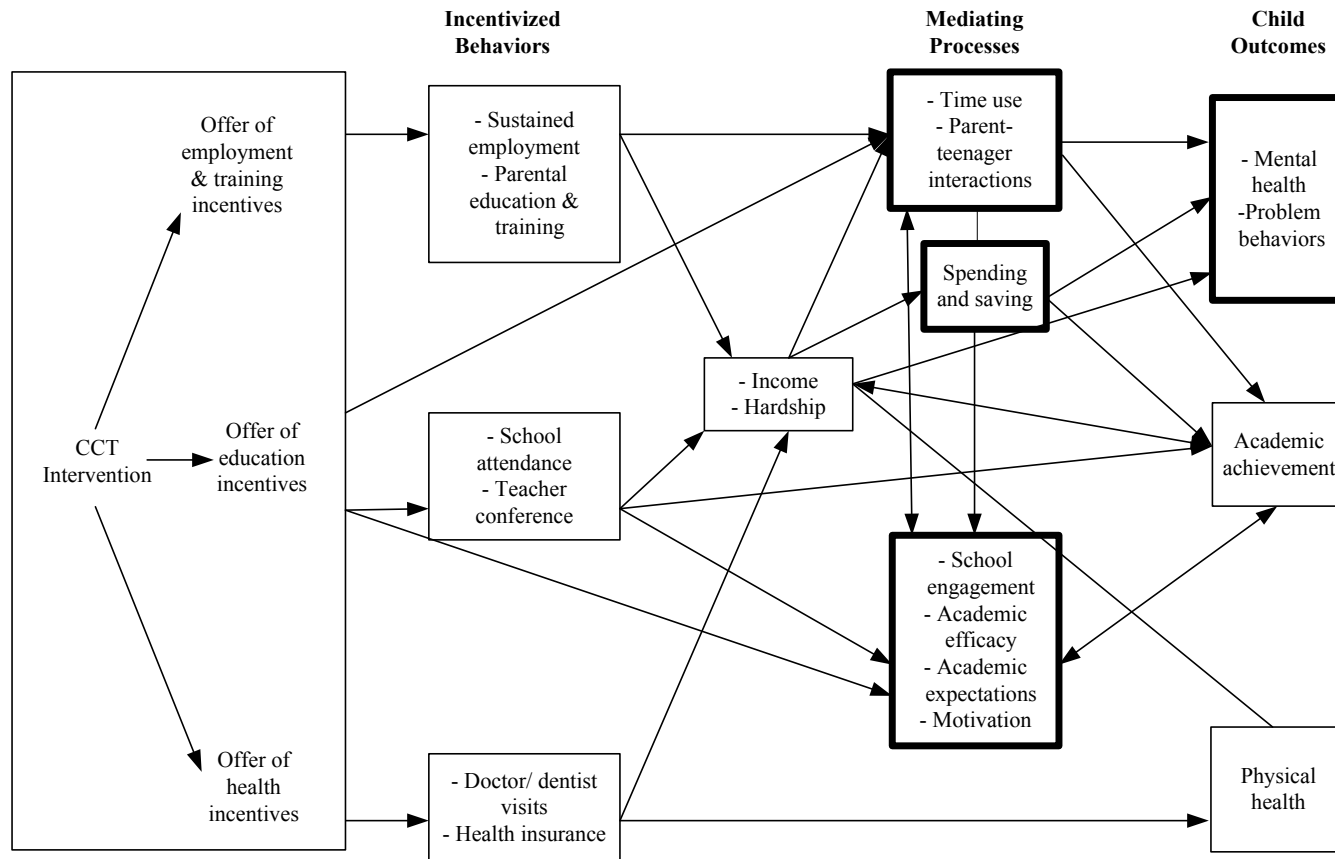 Incentivized
Behaviors
Mediating
Processes
Child
Outcomes
Offer of
employment
& training
incentives
CCT
Intervention
Offer of
education
incentives
Offer of
health
incentives
- Sustained
employment
- Parental
education &
training
- School
attendance
- Teacher
conference
- Doctor/ dentist
visits
- Health insurance
- Income
- Hardship
- Time use
- Parent-
teenager
interactions
Spending
and saving
- School
engagement
- Academic
efficacy
- Academic
expectations
- Motivation
- Mental
health
-Problem
behaviors
Academic
achievement
Physical
health